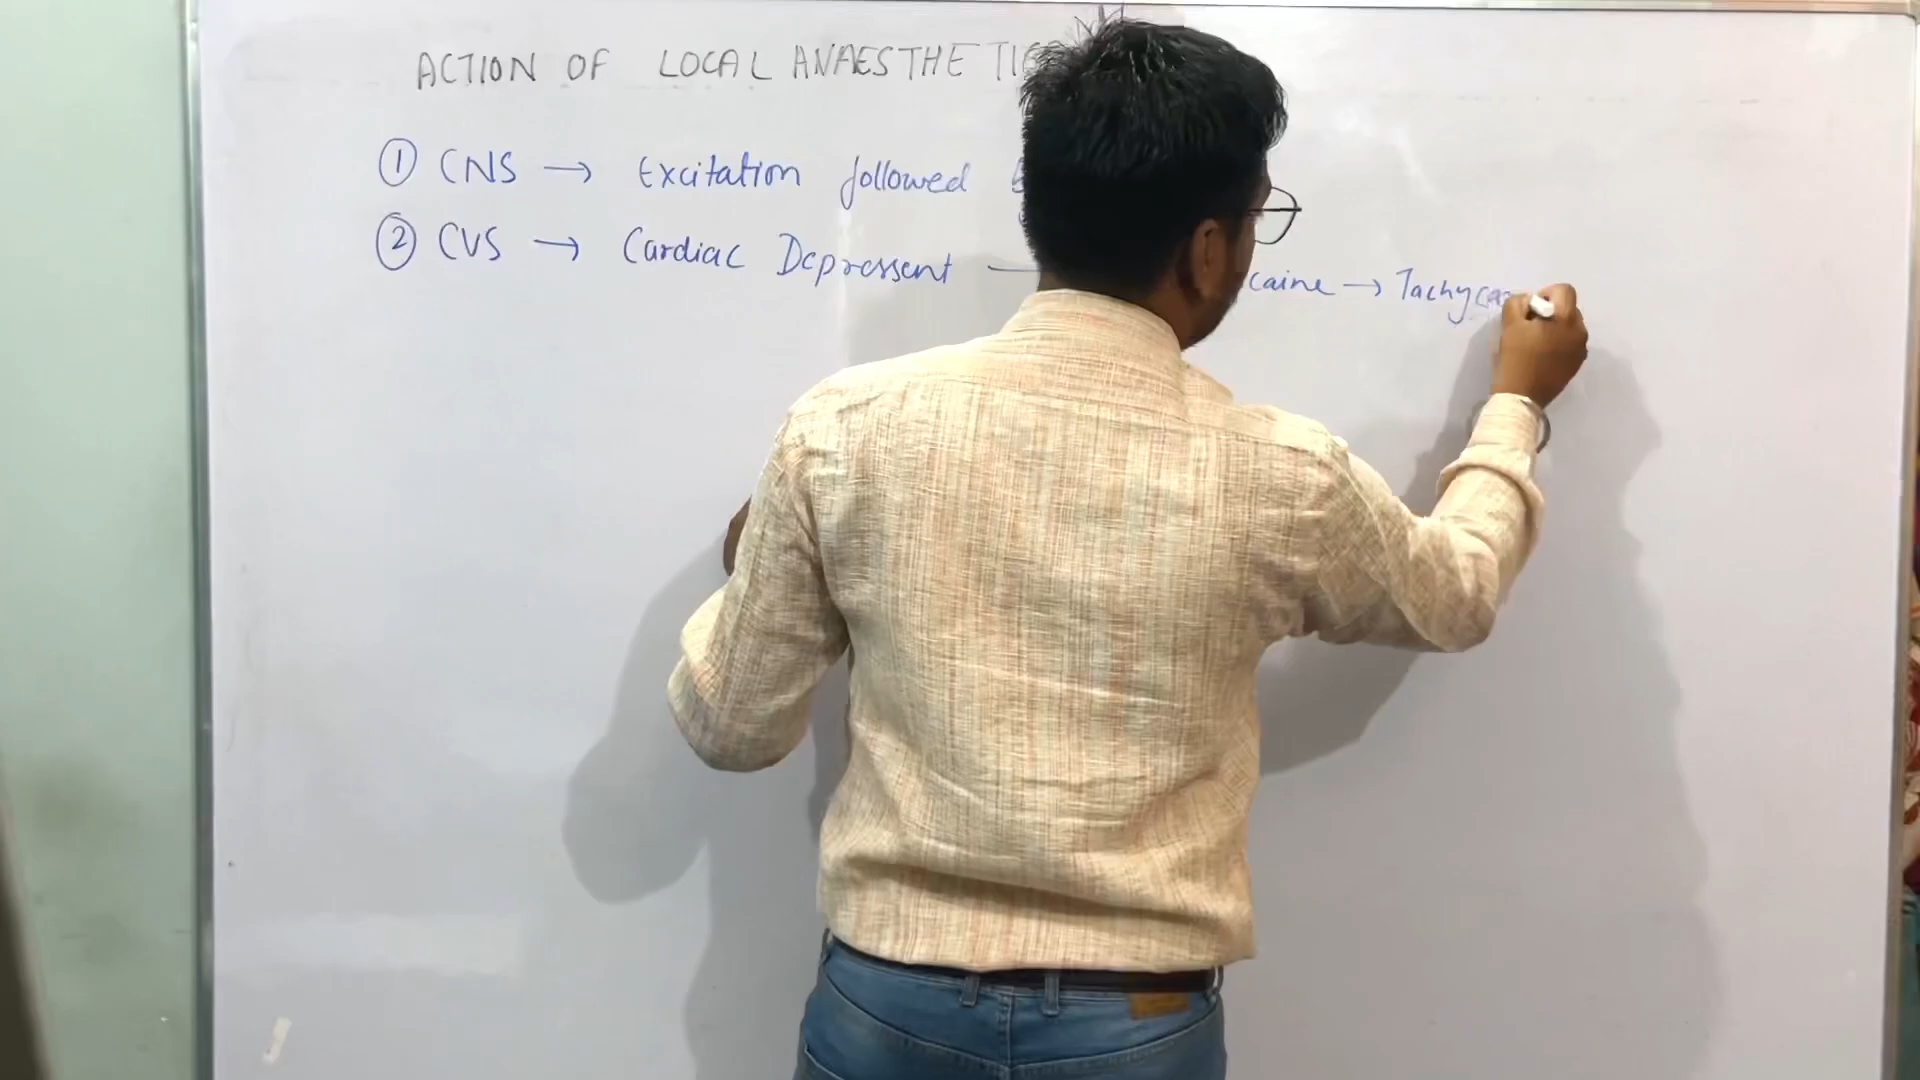 ACTION OF LOCAL ANAESTHETIC
① CNS → Excitation followed
② CVS → Cardiac Depressent — caine → Tachyca